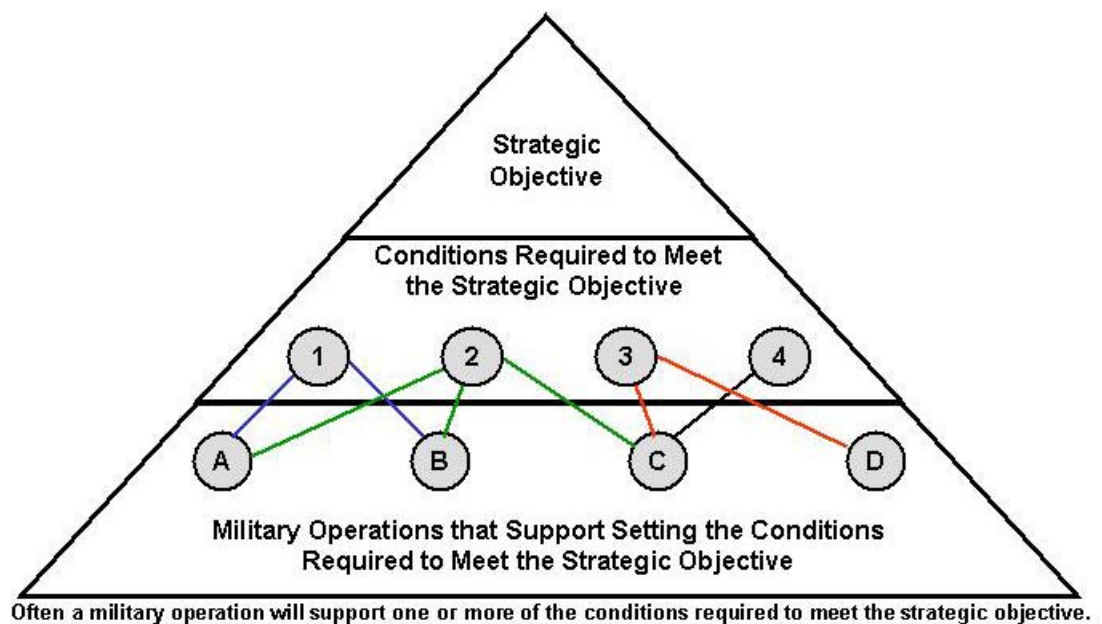 Strategic
Objective
Conditions Required to Meet
the Strategic Objective
1 2 3 4
A B C D
Military Operations that Support Setting the Conditions
Required to Meet the Strategic Objective
Often a military operation will support one or more of the conditions required to meet the strategic objective.